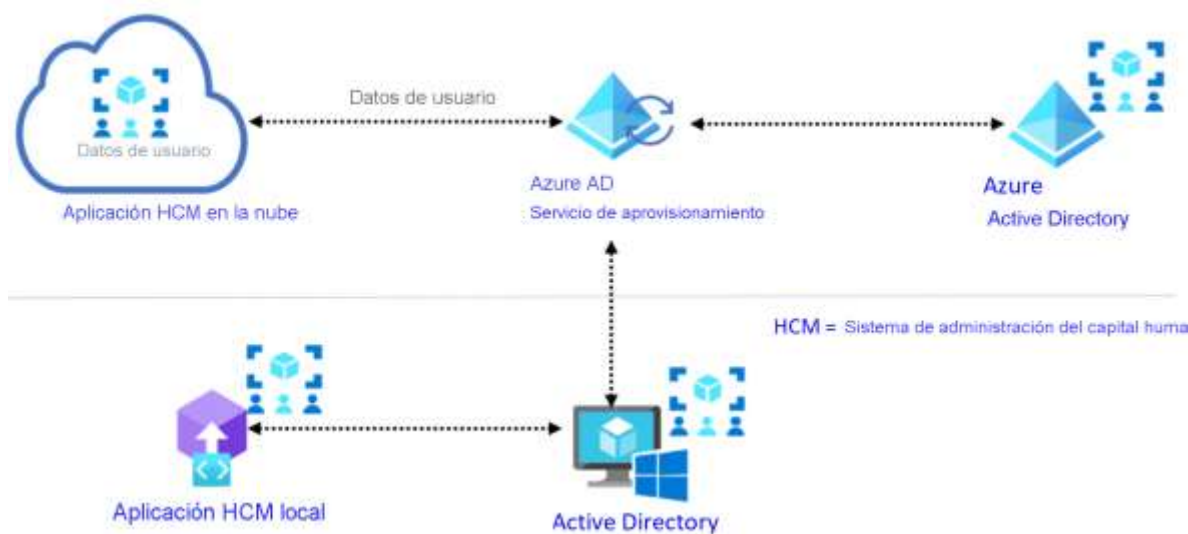 Datos de usuario
Datos de usuario
Aplicación HCM en la nube
Azure AD
Servicio de aprovisionamiento
Azure
Active Directory
HCM = Sistema de administración del capital huma
Aplicación HCM local
Active Directory